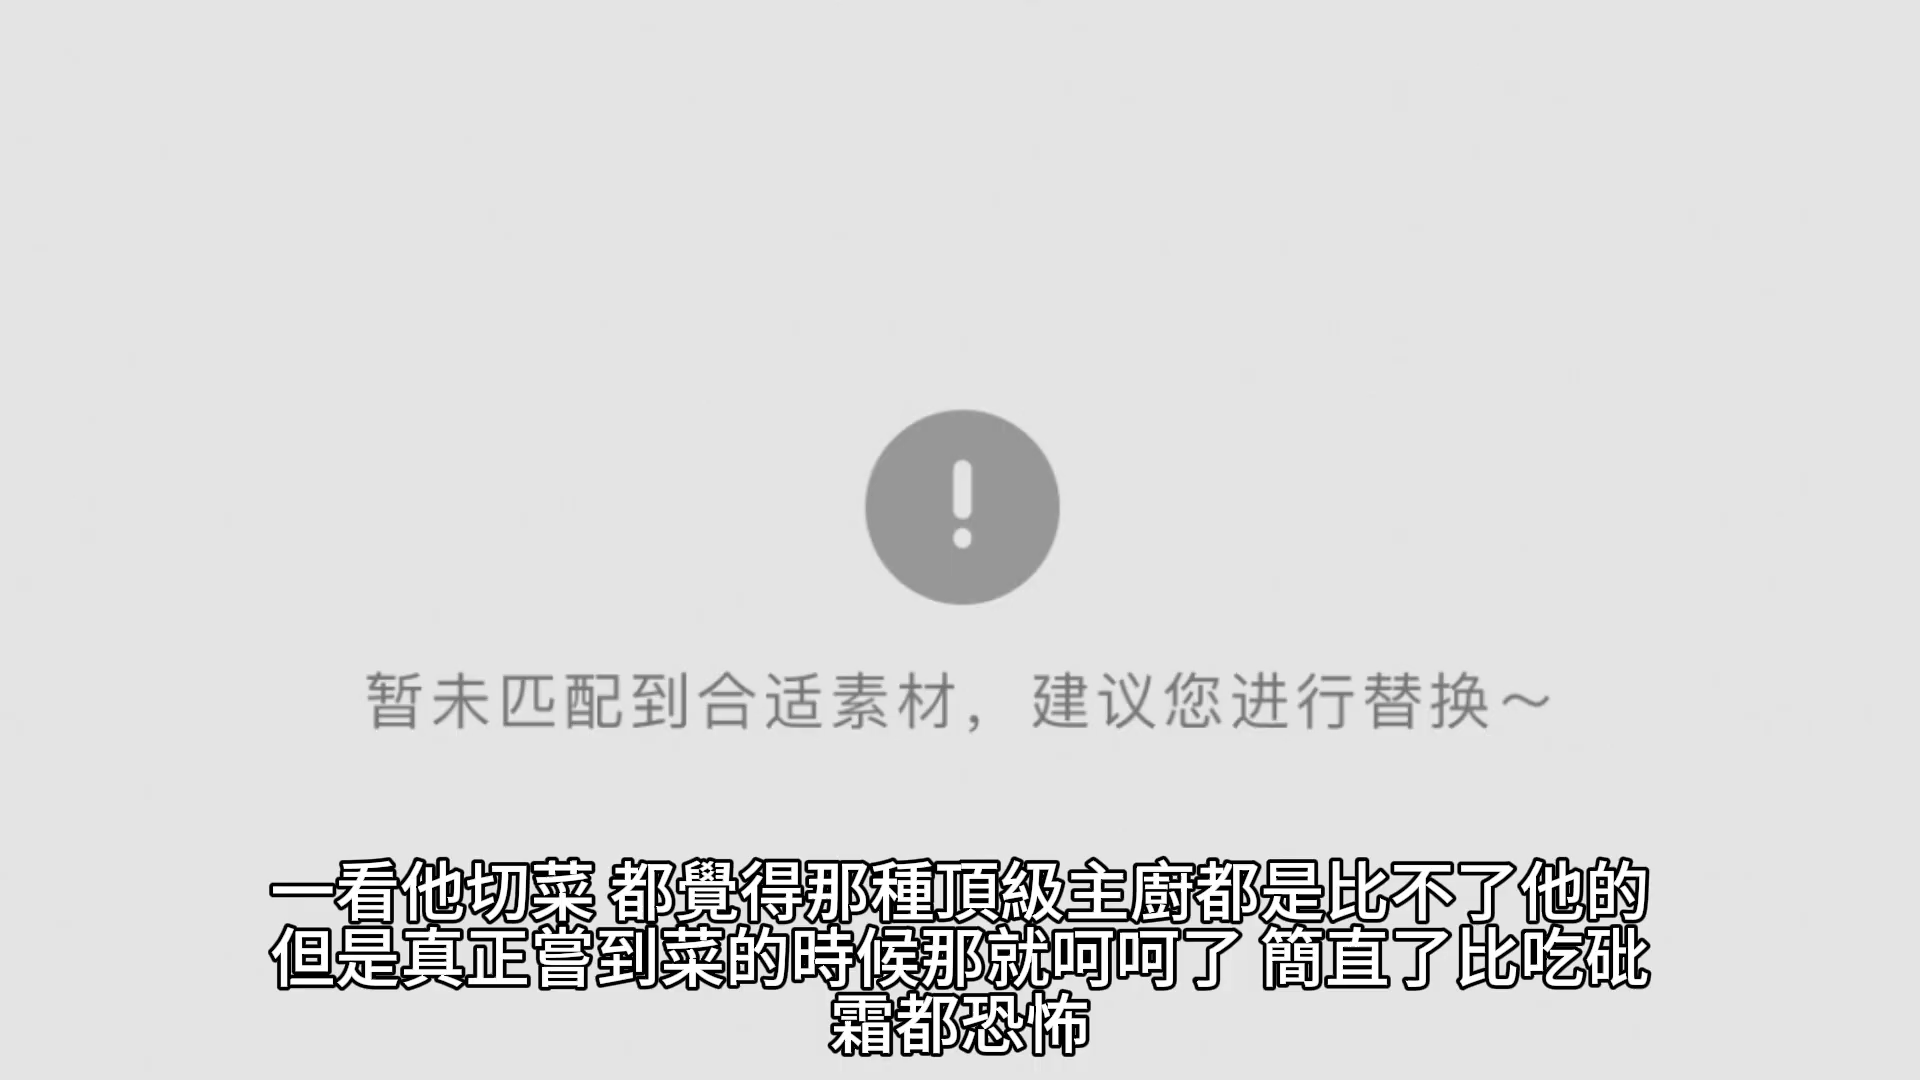 暂未匹配到合适素材，建议您进行替换～
一看他切菜 都覺得那種頂級主廚都是比不了他的
但是真正嘗到菜的時候那就呵呵了 簡直了比吃砒
霜都恐怖